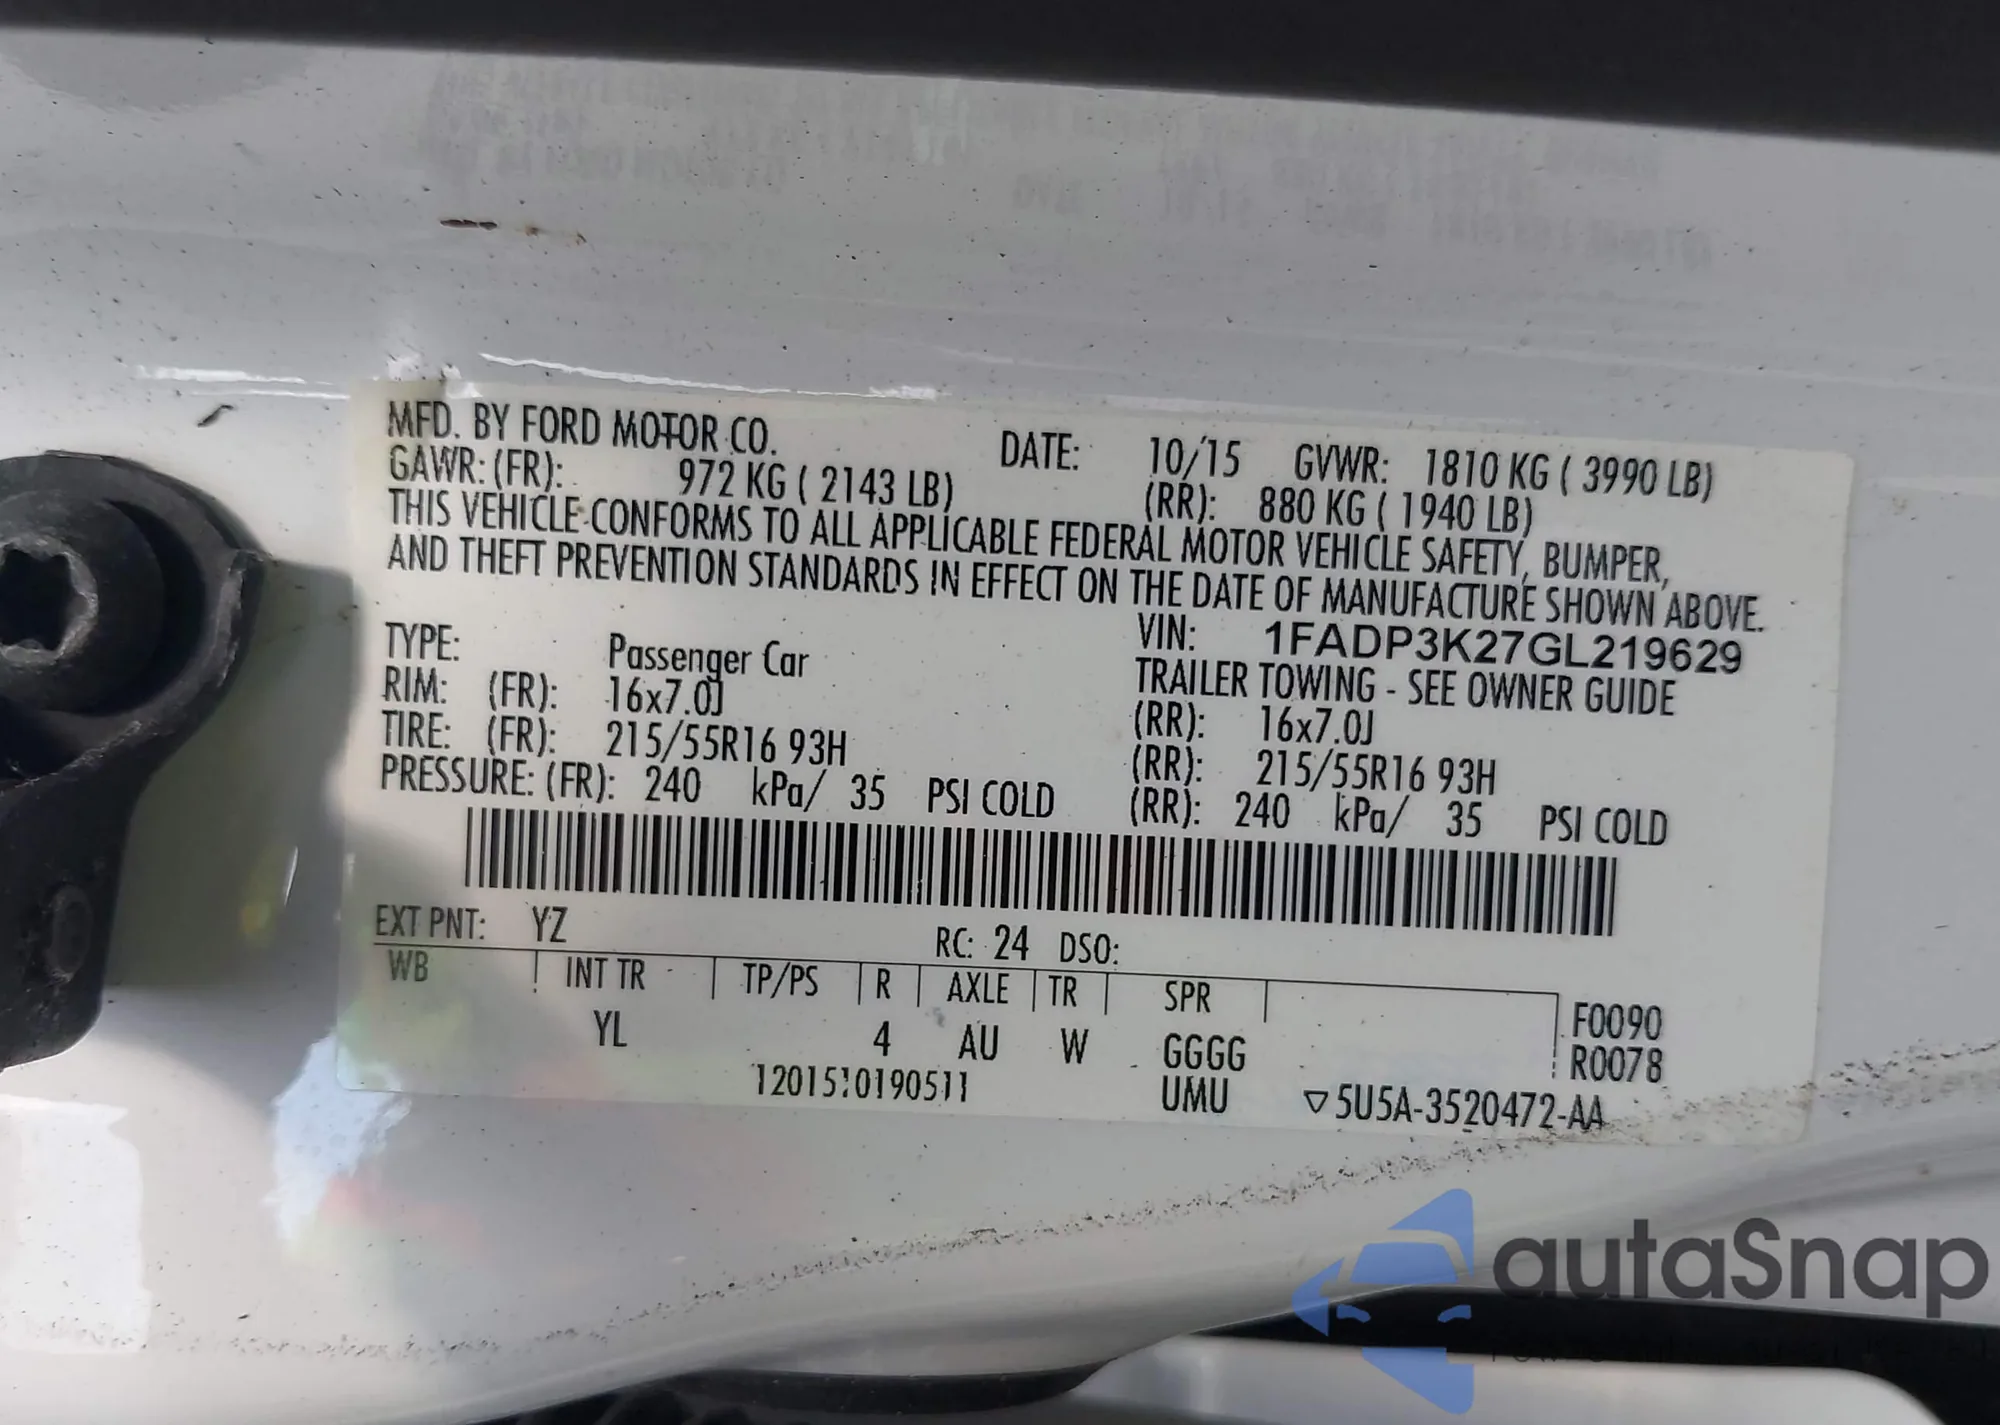 MFD. BY FORD MOTOR CO. DATE: 10/15 GVWR: 1810 KG ( 3990 LB)
GAWR: (FR): 972 KG ( 2143 LB) (RR): 880 KG ( 1940 LB)
THIS VEHICLE CONFORMS TO ALL APPLICABLE FEDERAL MOTOR VEHICLE SAFETY, BUMPER,
AND THEFT PREVENTION STANDARDS IN EFFECT ON THE DATE OF MANUFACTURE SHOWN ABOVE.
VIN: 1FADP3K27GL219629
TYPE: Passenger Car TRAILER TOWING - SEE OWNER GUIDE
RIM: (FR): 16x7.0J (RR): 16x7.0J
TIRE: (FR): 215/55R16 93H (RR): 215/55R16 93H
PRESSURE: (FR): 240 kPa/ 35 PSI COLD (RR): 240 kPa/ 35 PSI COLD
EXT PNT: YZ RC: 24 DSO:
WB INT TR TP/PS R AXLE TR SPR F0090
YL 4 AU W GGGG R0078
UMU ▽5U5A-3520472-AA
autaSnap